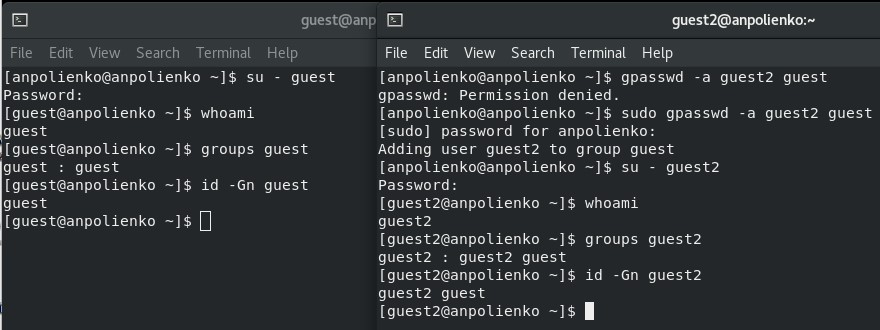 guest@anp
File Edit View Search Terminal Help
[anpolienko@anpolienko ~]$ su - guest
Password:
[guest@anpolienko ~]$ whoami
guest
[guest@anpolienko ~]$ groups guest
guest : guest
[guest@anpolienko ~]$ id -Gn guest
guest
[guest@anpolienko ~]$
guest2@anpolienko:~
File Edit View Search Terminal Help
[anpolienko@anpolienko ~]$ gpasswd -a guest2 guest
gpasswd: Permission denied.
[anpolienko@anpolienko ~]$ sudo gpasswd -a guest2 guest
[sudo] password for anpolienko:
Adding user guest2 to group guest
[anpolienko@anpolienko ~]$ su - guest2
Password:
[guest2@anpolienko ~]$ whoami
guest2
[guest2@anpolienko ~]$ groups guest2
guest2 : guest2 guest
[guest2@anpolienko ~]$ id -Gn guest2
guest2 guest
[guest2@anpolienko ~]$